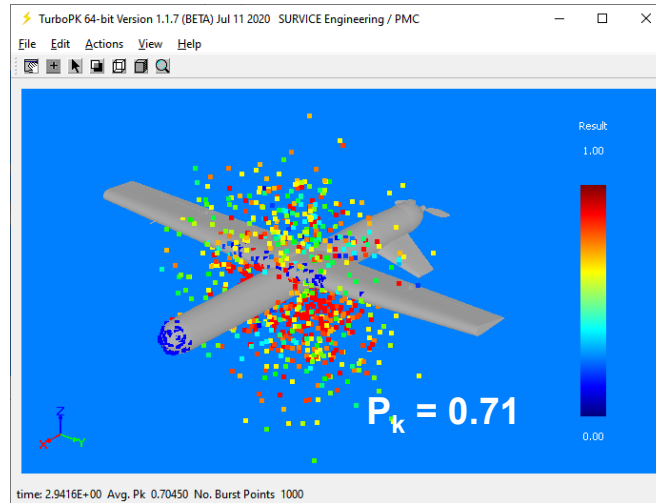 TurboPK 64-bit Version 1.1.7 (BETA) Jul 11 2020 SURVICE Engineering / PMC
File Edit Actions View Help
Result
1.00
Pk = 0.71
0.00
Z
X Y
time: 2.9416E+00 Avg. Pk 0.70450 No. Burst Points 1000